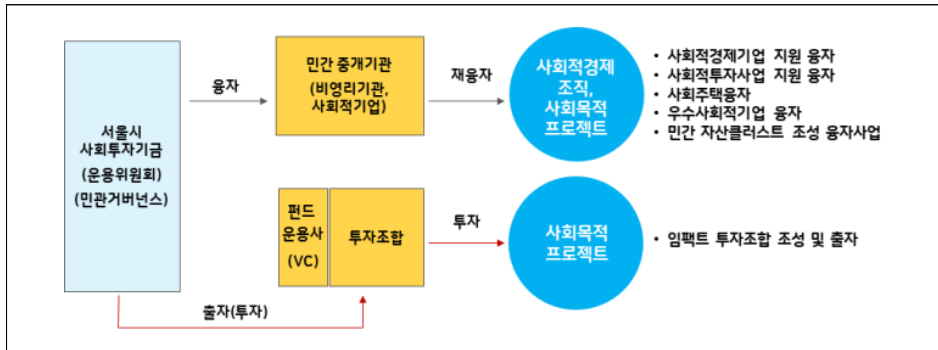 서울시
사회투자기금
(운용위원회)
(민관거버넌스)
융자
민간 중개기관
(비영리기관,
사회적기업)
재융자
사회적경제
조직,
사회목적
프로젝트
• 사회적경제기업 지원 융자
• 사회적투자사업 지원 융자
• 사회주택융자
• 우수사회적기업 융자
• 민간 자산클러스트 조성 융자사업
출자(투자)
펀드
운용사
(VC)
투자조합
투자
사회목적
프로젝트
• 임팩트 투자조합 조성 및 출자